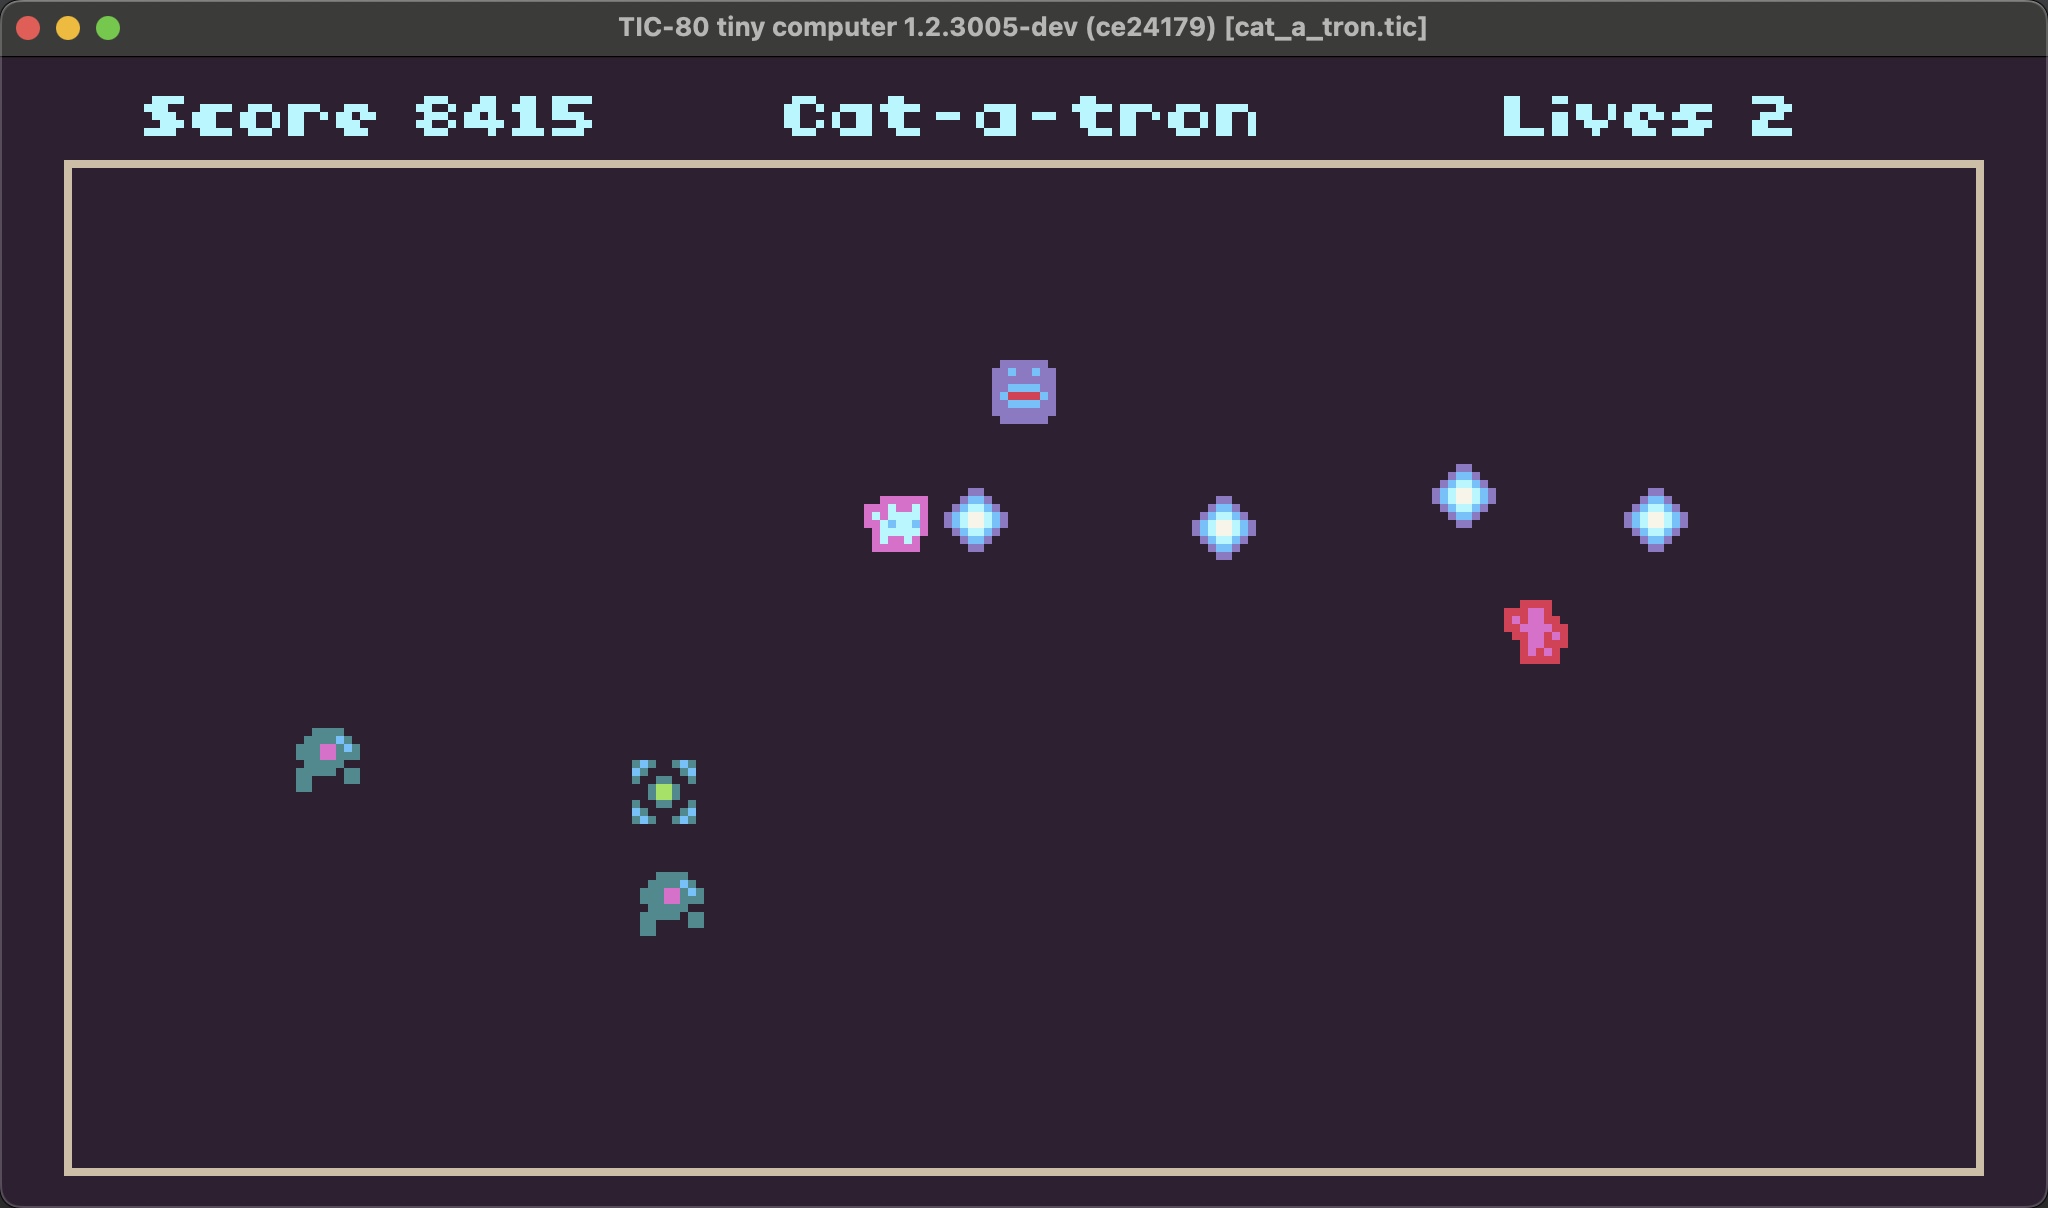 TIC-80 tiny computer 1.2.3005-dev (ce24179) [cat_a_tron.tic]
Score 8415 Cat-a-tron Lives 2